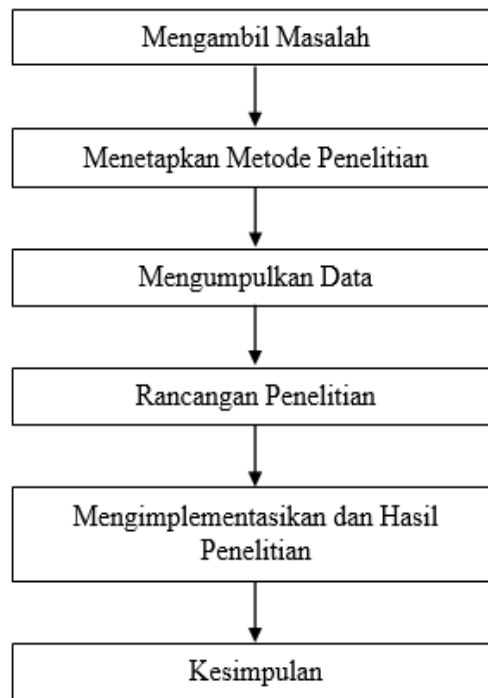 Mengambil Masalah
Menetapkan Metode Penelitian
Mengumpulkan Data
Rancangan Penelitian
Mengimplementasikan dan Hasil
Penelitian
Kesimpulan